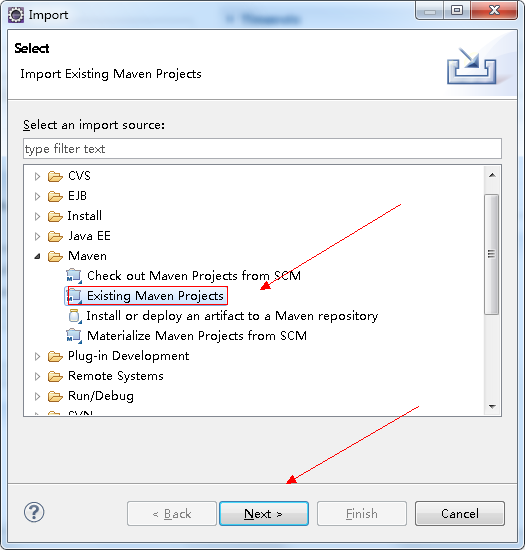 Import
Select
Import Existing Maven Projects
Select an import source:
type filter text
CVS
EJB
Install
Java EE
Maven
Check out Maven Projects from SCM
Existing Maven Projects
Install or deploy an artifact to a Maven repository
Materialize Maven Projects from SCM
Plug-in Development
Remote Systems
Run/Debug
SVN
?
< Back
Next >
Finish
Cancel